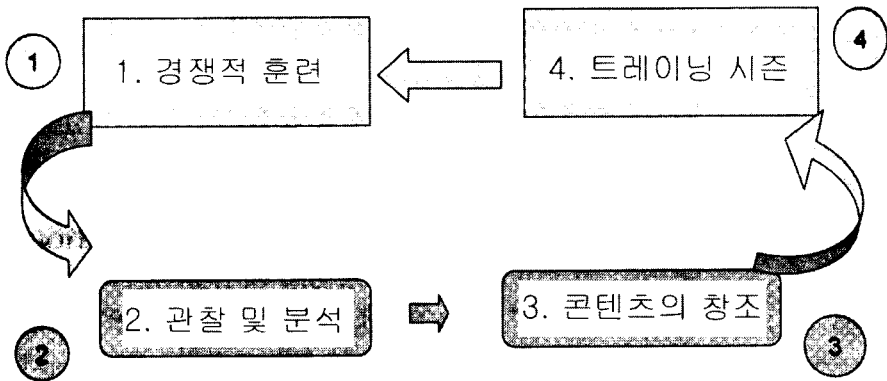 1
1. 경쟁적 훈련
4. 트레이닝 시즌
4
2. 관찰 및 분석
3. 콘텐츠의 창조
2
3